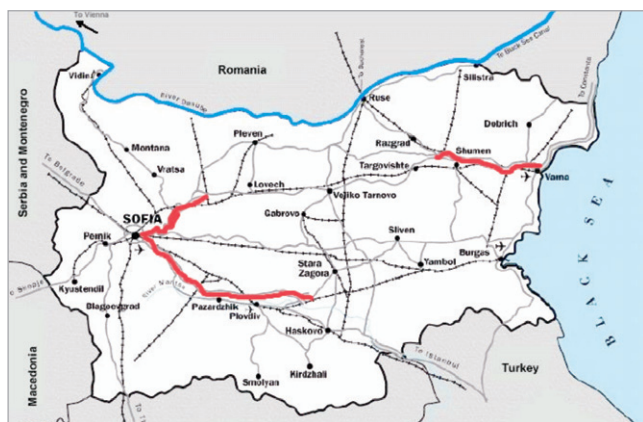 To Vienna
To Black Sea Canal
Romania
Vidin
River Danube
To Bucharest
Silistra
To Constanta
Ruse
Serbia and Montenegro
Montana
Pleven
Razgrad
Dobrich
Vratsa
Shumen
Targovishte
To Belgrade
Lovech
Veliko Tarnovo
Varna
SOFIA
Gabrovo
Pernik
Sliven
Burgas
BLACK SEA
Stara
Zagora
Yambol
Kyustendil
River Maritsa
Blagoevgrad
Pazardzhik
Plovdiv
Haskovo
To Istanbul
Turkey
Macedonia
Smolyan
Kirdzhali